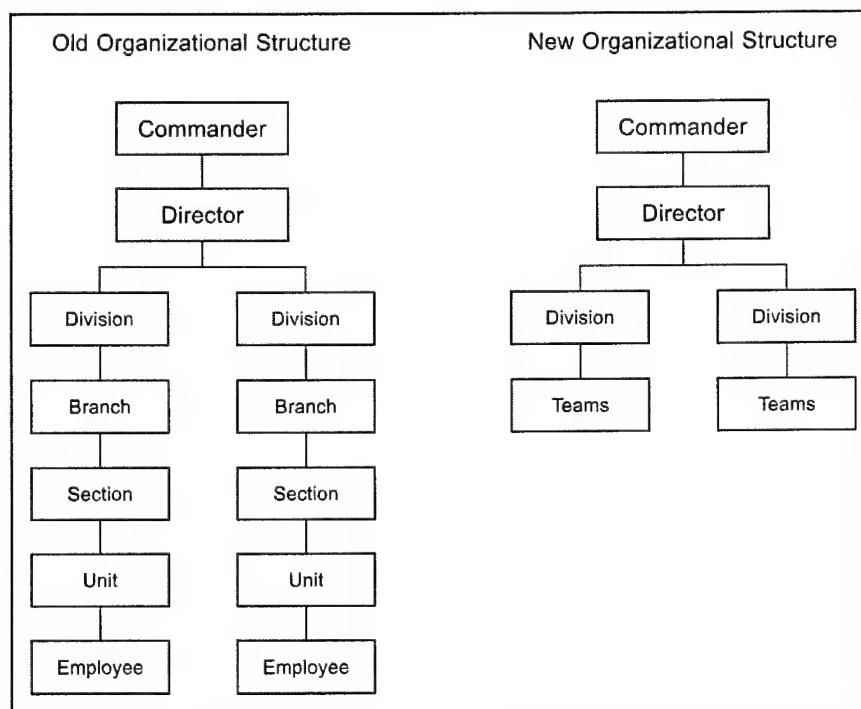 Old Organizational Structure
New Organizational Structure
Commander
Commander
Director
Director
Division
Division
Division
Division
Branch
Branch
Teams
Teams
Section
Section
Unit
Unit
Employee
Employee